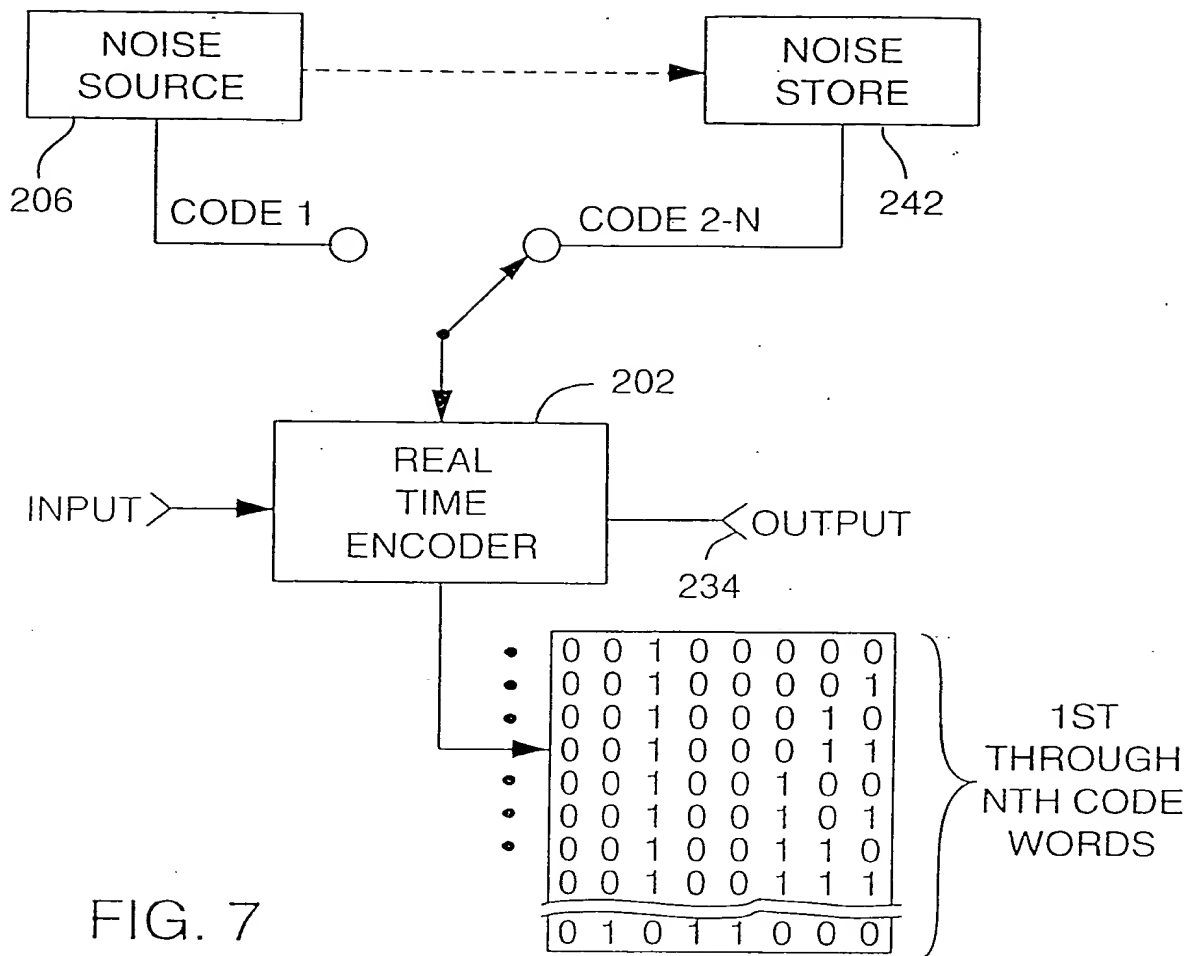 NOISE
SOURCE
NOISE
STORE
206
242
CODE 1
CODE 2-N
202
REAL
TIME
ENCODER
INPUT
OUTPUT
234
0 0 1 0 0 0 0 0
0 0 1 0 0 0 0 1
0 0 1 0 0 0 1 0
0 0 1 0 0 0 1 1
0 0 1 0 0 1 0 0
0 0 1 0 0 1 0 1
0 0 1 0 0 1 1 0
0 0 1 0 0 1 1 1
0 1 0 1 1 0 0 0
1ST
THROUGH
NTH CODE
WORDS
FIG. 7